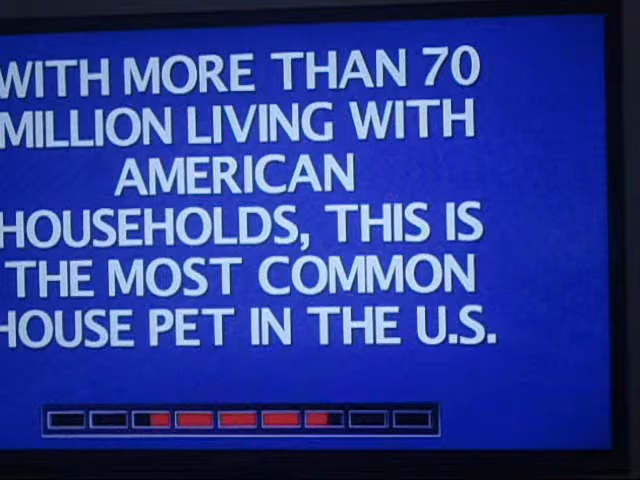 WITH MORE THAN 70
MILLION LIVING WITH
AMERICAN
HOUSEHOLDS, THIS IS
THE MOST COMMON
HOUSE PET IN THE U.S.